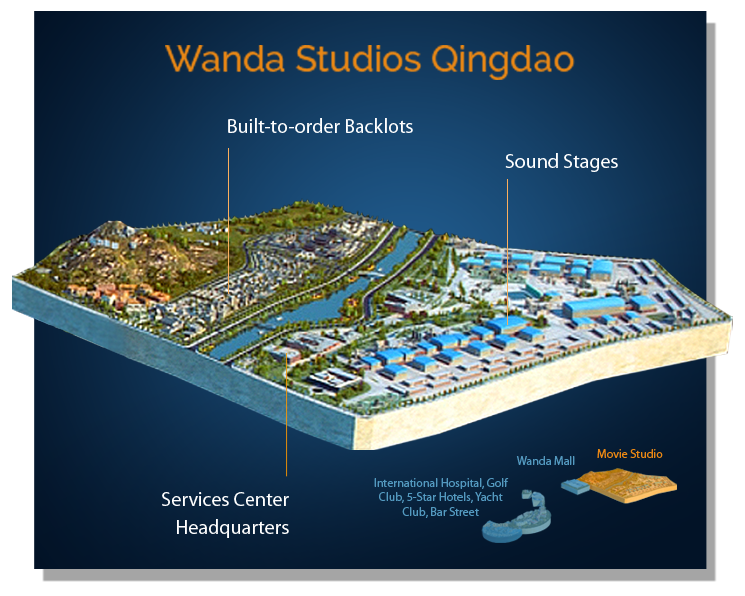 Wanda Studios Qingdao
Built-to-order Backlots
Sound Stages
Services Center
Headquarters
Wanda Mall
Movie Studio
International Hospital, Golf
Club, 5-Star Hotels, Yacht
Club, Bar Street